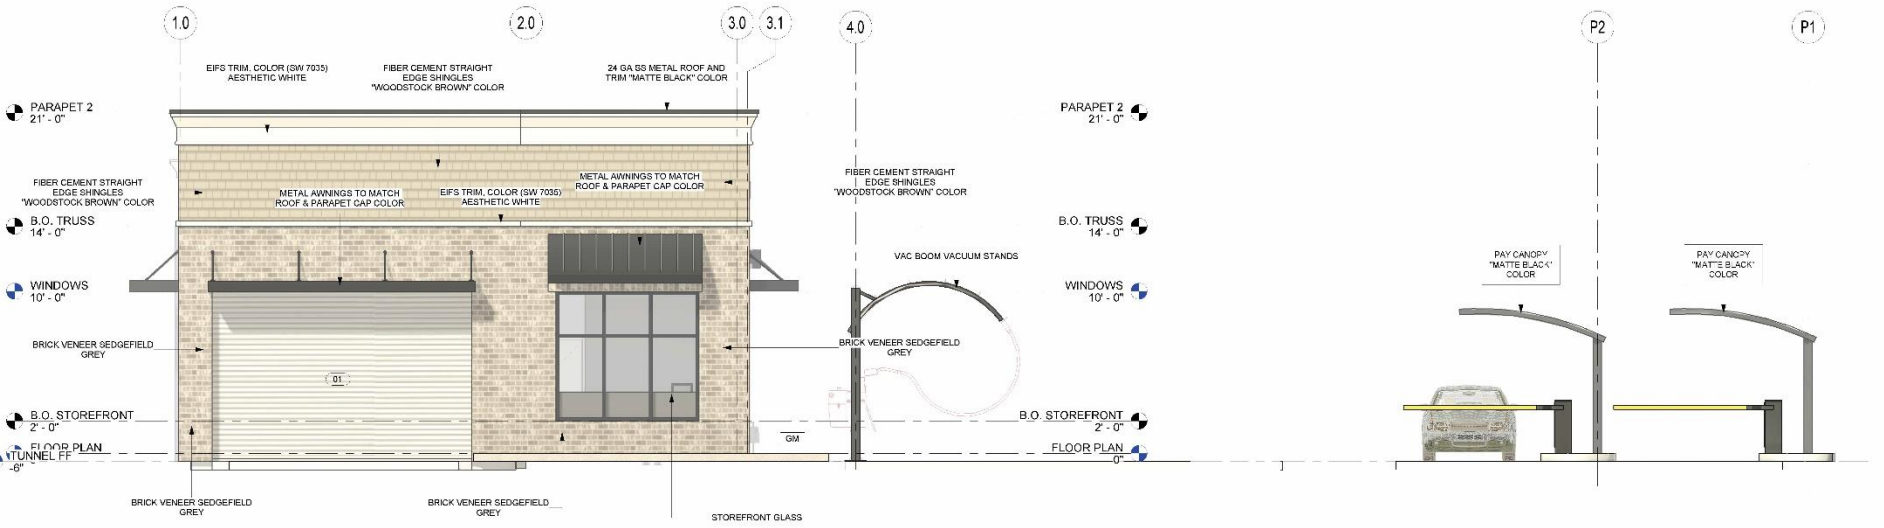 1.0
2.0
3.0
3.1
4.0
P2
P1
EIFS TRIM, COLOR (SW 7035)
AESTHETIC WHITE
FIBER CEMENT STRAIGHT
EDGE SHINGLES
"WOODSTOCK BROWN" COLOR
24 GA SS METAL ROOF AND
TRIM "MATTE BLACK" COLOR
PARAPET 2
21' - 0"
PARAPET 2
21' - 0"
FIBER CEMENT STRAIGHT
EDGE SHINGLES
"WOODSTOCK BROWN" COLOR
METAL AWNINGS TO MATCH
ROOF & PARAPET CAP COLOR
EIFS TRIM, COLOR (SW 7035)
AESTHETIC WHITE
METAL AWNINGS TO MATCH
ROOF & PARAPET CAP COLOR
FIBER CEMENT STRAIGHT
EDGE SHINGLES
"WOODSTOCK BROWN" COLOR
B.O. TRUSS
14' - 0"
B.O. TRUSS
14' - 0"
VAC BOOM VACUUM STANDS
PAY CANOPY
"MATTE BLACK"
COLOR
PAY CANOPY
"MATTE BLACK"
COLOR
WINDOWS
10' - 0"
WINDOWS
10' - 0"
BRICK VENEER SEDGEFIELD
GREY
BRICK VENEER SEDGEFIELD
GREY
01
B.O. STOREFRONT
2' - 0"
B.O. STOREFRONT
2' - 0"
GM
FLOOR PLAN
TUNNEL FF
-6"
FLOOR PLAN
0"
BRICK VENEER SEDGEFIELD
GREY
BRICK VENEER SEDGEFIELD
GREY
STOREFRONT GLASS